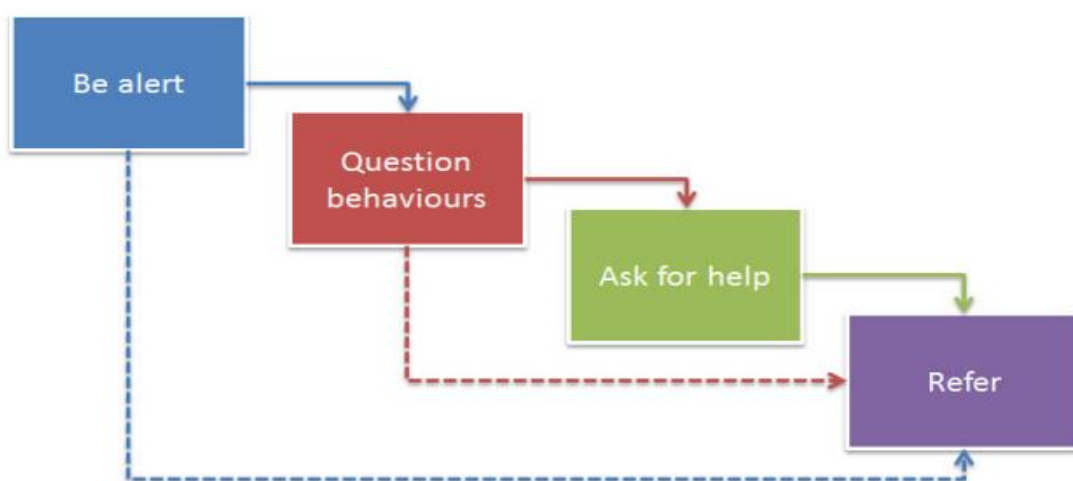 Be alert
Question
behaviours
Ask for help
Refer